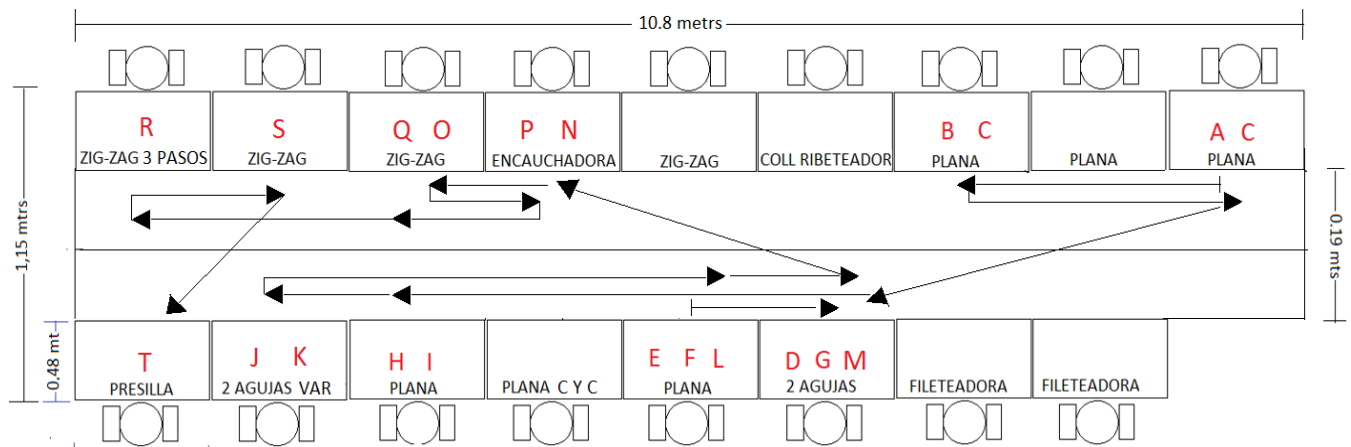 10.8 metrs
R
ZIG-ZAG 3 PASOS
S
ZIG-ZAG
Q O
ZIG-ZAG
P N
ENCAUCHADORA
ZIG-ZAG
COLL RIBETEADOR
B C
PLANA
PLANA
A C
PLANA
1,15 mtrs
0.19 mts
0,48 mt
T
PRESILLA
J K
2 AGUJAS VAR
H I
PLANA
PLANA C Y C
E F L
PLANA
D G M
2 AGUJAS
FILETEADORA
FILETEADORA